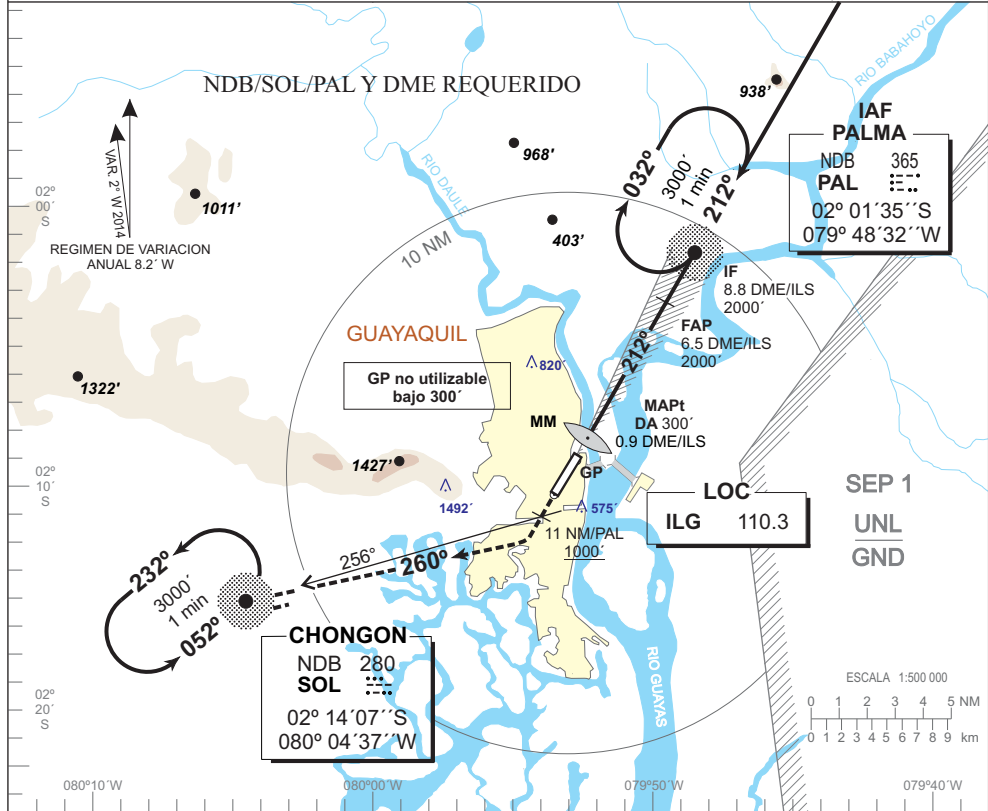 NDB/SOL/PAL Y DME REQUERIDO
RIO BABAHOYO
938'
IAF
PALMA
NDB 365
PAL
02º 01´35´´S
079º 48´32´´W
VAR. 2° W 2014
REGIMEN DE VARIACION
ANUAL 8.2´ W
02º
00'
S
1011'
968'
RIO DAULE
403'
10 NM
032º
3000´
1 min
212º
IF
8.8 DME/ILS
2000´
FAP
6.5 DME/ILS
2000´
212º
GUAYAQUIL
GP no utilizable
bajo 300´
820´
1322'
MM
MAPt
DA 300´
0.9 DME/ILS
GP
1427'
1492´
575´
02º
10'
S
LOC
ILG 110.3
SEP 1
UNL
GND
11 NM/PAL
1000´
256°
260º
232º
3000´
1 min
052º
CHONGON
NDB 280
SOL
02º 14´07´´S
080º 04´37´´W
RIO GUAYAS
02º
20'
S
ESCALA 1:500 000
0 1 2 3 4 5 NM
0 1 2 3 4 5 6 7 8 9 km
080º10'W
080º 00'W
079º50'W
079º40'W